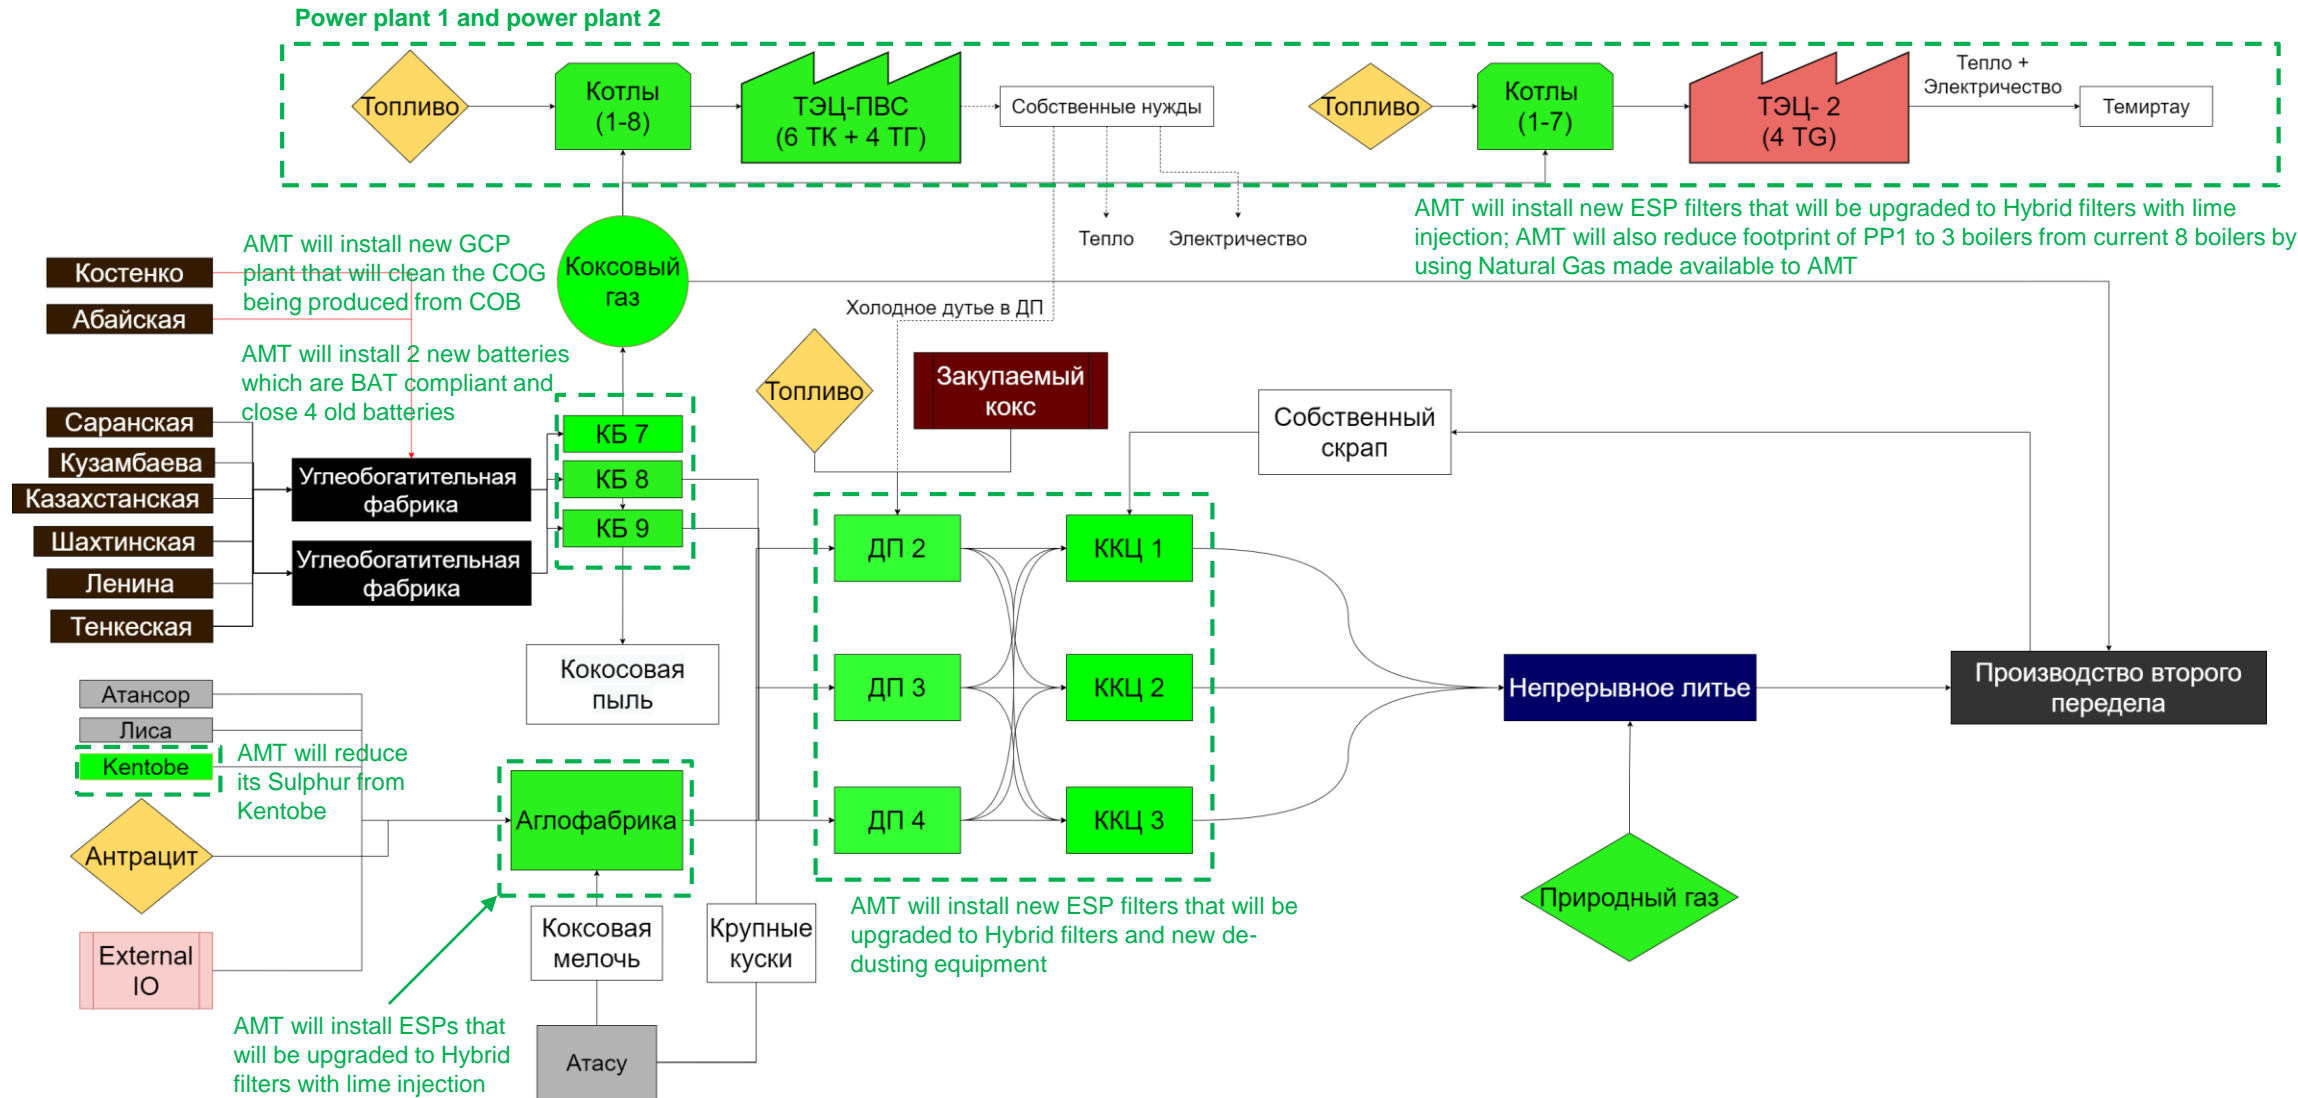 Power plant 1 and power plant 2
Топливо
Котлы
(1-8)
ТЭЦ-ПВС
(6 ТК + 4 ТГ)
Собственные нужды
Топливо
Котлы
(1-7)
ТЭЦ- 2
(4 TG)
Тепло +
Электричество
Темиртау
Тепло
Электричество
AMT will install new ESP filters that will be upgraded to Hybrid filters with lime
injection; AMT will also reduce footprint of PP1 to 3 boilers from current 8 boilers by
using Natural Gas made available to AMT
AMT will install new GCP
plant that will clean the COG
being produced from COB
Костенко
Абайская
Коксовый
газ
Холодное дутье в ДП
AMT will install 2 new batteries
which are BAT compliant and
close 4 old batteries
Топливо
Закупаемый
кокс
Собственный
скрап
Саранская
Кузамбаева
Казахстанская
Шахтинская
Ленина
Тенкеская
Углеобогатительная
фабрика
Углеобогатительная
фабрика
КБ 7
КБ 8
КБ 9
ДП 2
ККЦ 1
ДП 3
ККЦ 2
ДП 4
ККЦ 3
Кокосовая
пыль
Непрерывное литье
Производство второго
передела
Атансор
Лиса
Kentobe
AMT will reduce
its Sulphur from
Kentobe
Антрацит
Аглофабрика
Природный газ
External
IO
Коксовая
мелочь
Крупные
куски
AMT will install new ESP filters that will be
upgraded to Hybrid filters and new de-
dusting equipment
AMT will install ESPs that
will be upgraded to Hybrid
filters with lime injection
Атасу